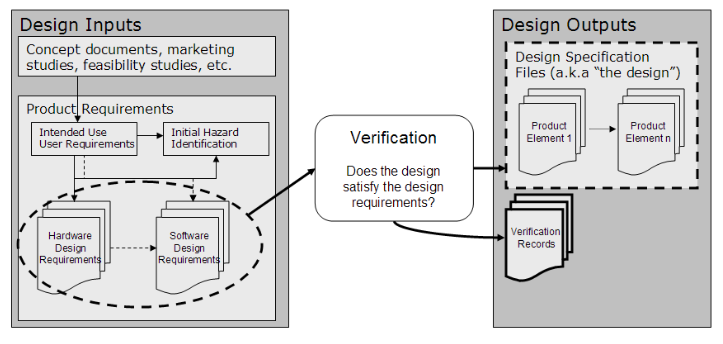 Design Inputs
Concept documents, marketing
studies, feasibility studies, etc.
Product Requirements
Intended Use
User Requirements
Initial Hazard
Identification
Hardware
Design
Requirements
Software
Design
Requirements
Verification
Does the design
satisfy the design
requirements?
Design Outputs
Design Specification
Files (a.k.a “the design”)
Product
Element 1
Product
Element n
Verification
Records